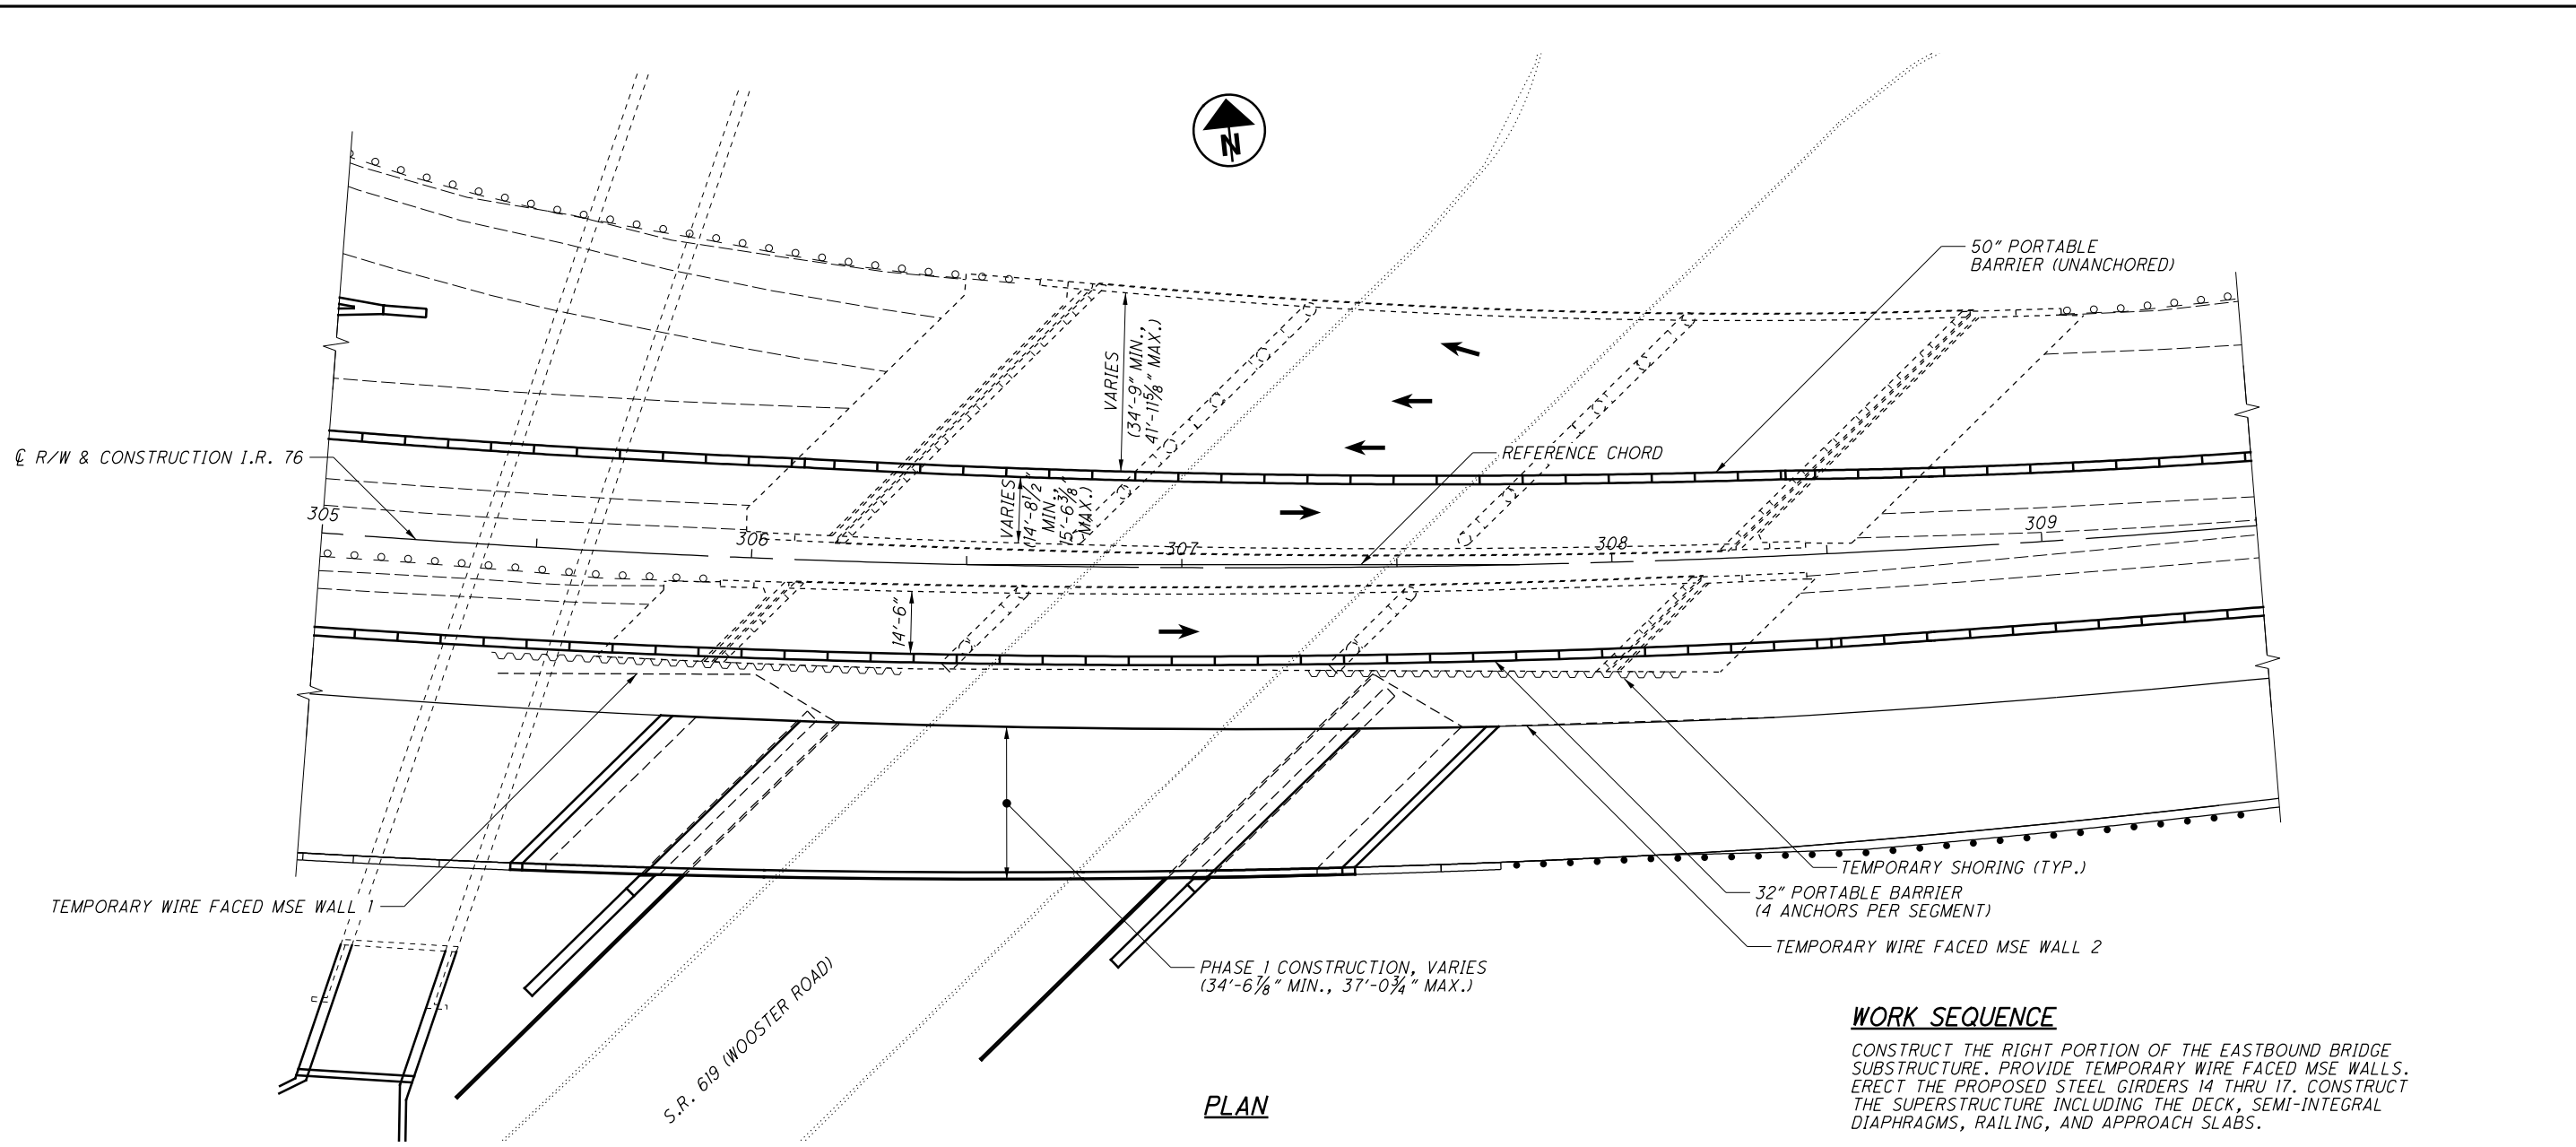 N
50" PORTABLE
BARRIER (UNANCHORED)
VARIES
(34'-9" MIN.,
41'-11⅝" MAX.)
℄ R/W & CONSTRUCTION I.R. 76
REFERENCE CHORD
VARIES
(14'-8½"
MIN.,
15'-6⅜"
MAX.)
305
306
307
308
309
14'-6"
TEMPORARY SHORING (TYP.)
32" PORTABLE BARRIER
(4 ANCHORS PER SEGMENT)
TEMPORARY WIRE FACED MSE WALL 1
TEMPORARY WIRE FACED MSE WALL 2
PHASE 1 CONSTRUCTION, VARIES
(34'-6⅞" MIN., 37'-0¾" MAX.)
S.R. 619 (WOOSTER ROAD)
PLAN
WORK SEQUENCE
CONSTRUCT THE RIGHT PORTION OF THE EASTBOUND BRIDGE
SUBSTRUCTURE. PROVIDE TEMPORARY WIRE FACED MSE WALLS.
ERECT THE PROPOSED STEEL GIRDERS 14 THRU 17. CONSTRUCT
THE SUPERSTRUCTURE INCLUDING THE DECK, SEMI-INTEGRAL
DIAPHRAGMS, RAILING, AND APPROACH SLABS.